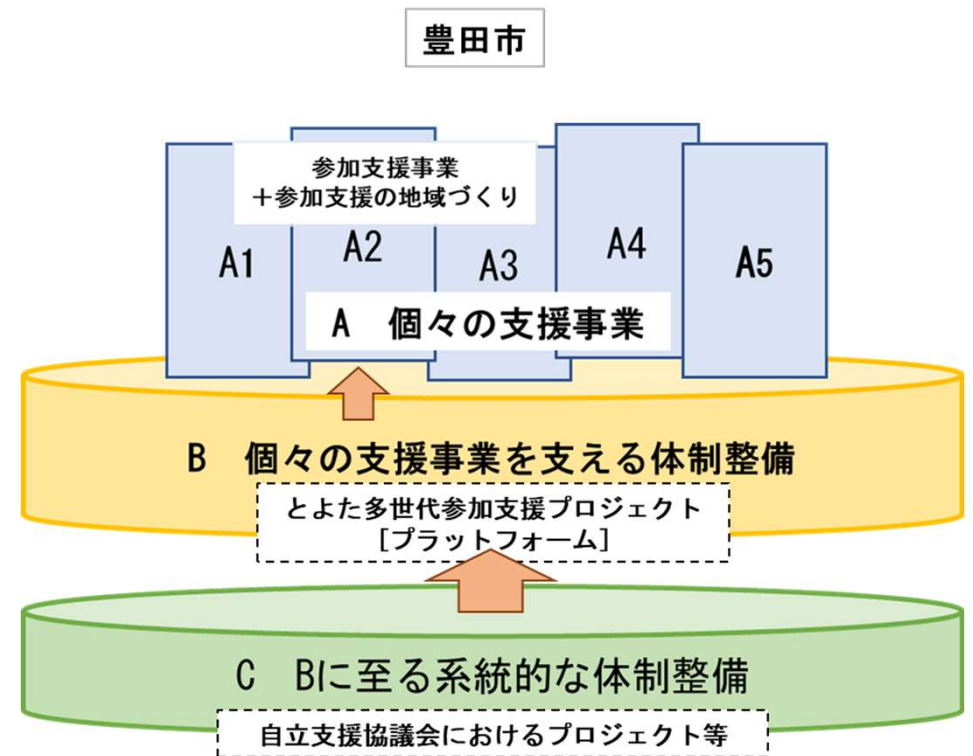 豊田市
参加支援事業
＋参加支援の地域づくり
A1
A2
A3
A4
A5
A　個々の支援事業
B　個々の支援事業を支える体制整備
とよた多世代参加支援プロジェクト
［プラットフォーム］
C　Bに至る系統的な体制整備
自立支援協議会におけるプロジェクト等